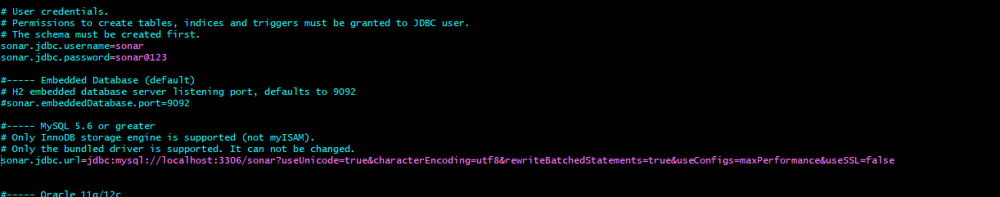 # User credentials.
# Permissions to create tables, indices and triggers must be granted to JDBC user.
# The schema must be created first.
sonar.jdbc.username=sonar
sonar.jdbc.password=sonar@123
#----- Embedded Database (default)
# H2 embedded database server listening port, defaults to 9092
#sonar.embeddedDatabase.port=9092
#----- MySQL 5.6 or greater
# Only InnoDB storage engine is supported (not myISAM).
# Only the bundled driver is supported. It can not be changed.
sonar.jdbc.url=jdbc:mysql://localhost:3306/sonar?useUnicode=true&characterEncoding=utf8&rewriteBatchedStatements=true&useConfigs=maxPerformance&useSSL=false
#----- Oracle 11g/12c